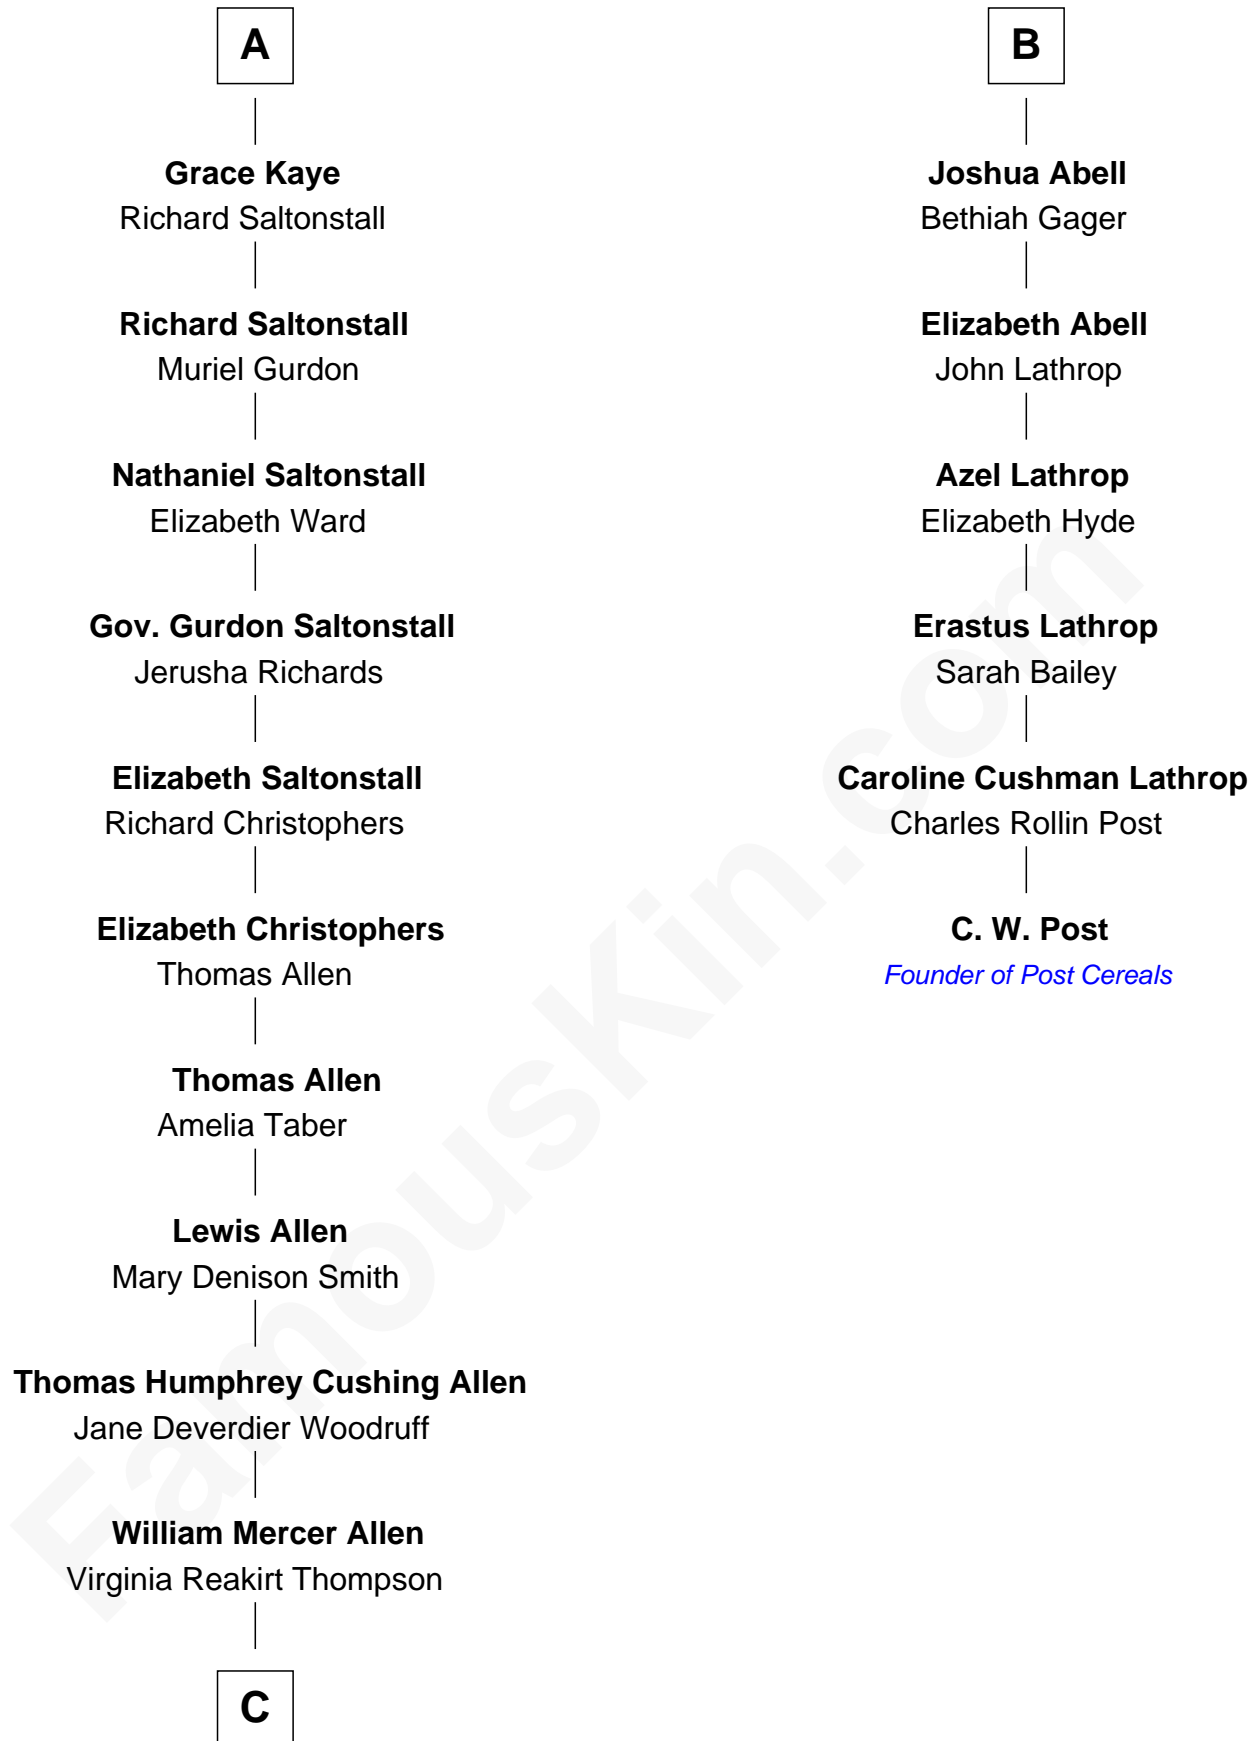 A
Grace Kaye
Richard Saltonstall
Richard Saltonstall
Muriel Gurdon
Nathaniel Saltonstall
Elizabeth Ward
Gov. Gurdon Saltonstall
Jerusha Richards
Elizabeth Saltonstall
Richard Christophers
Elizabeth Christophers
Thomas Allen
Thomas Allen
Amelia Taber
Lewis Allen
Mary Denison Smith
Thomas Humphrey Cushing Allen
Jane Deverdier Woodruff
William Mercer Allen
Virginia Reakirt Thompson
C
B
Joshua Abell
Bethiah Gager
Elizabeth Abell
John Lathrop
Azel Lathrop
Elizabeth Hyde
Erastus Lathrop
Sarah Bailey
Caroline Cushman Lathrop
Charles Rollin Post
C. W. Post
Founder of Post Cereals
FamousKin.com